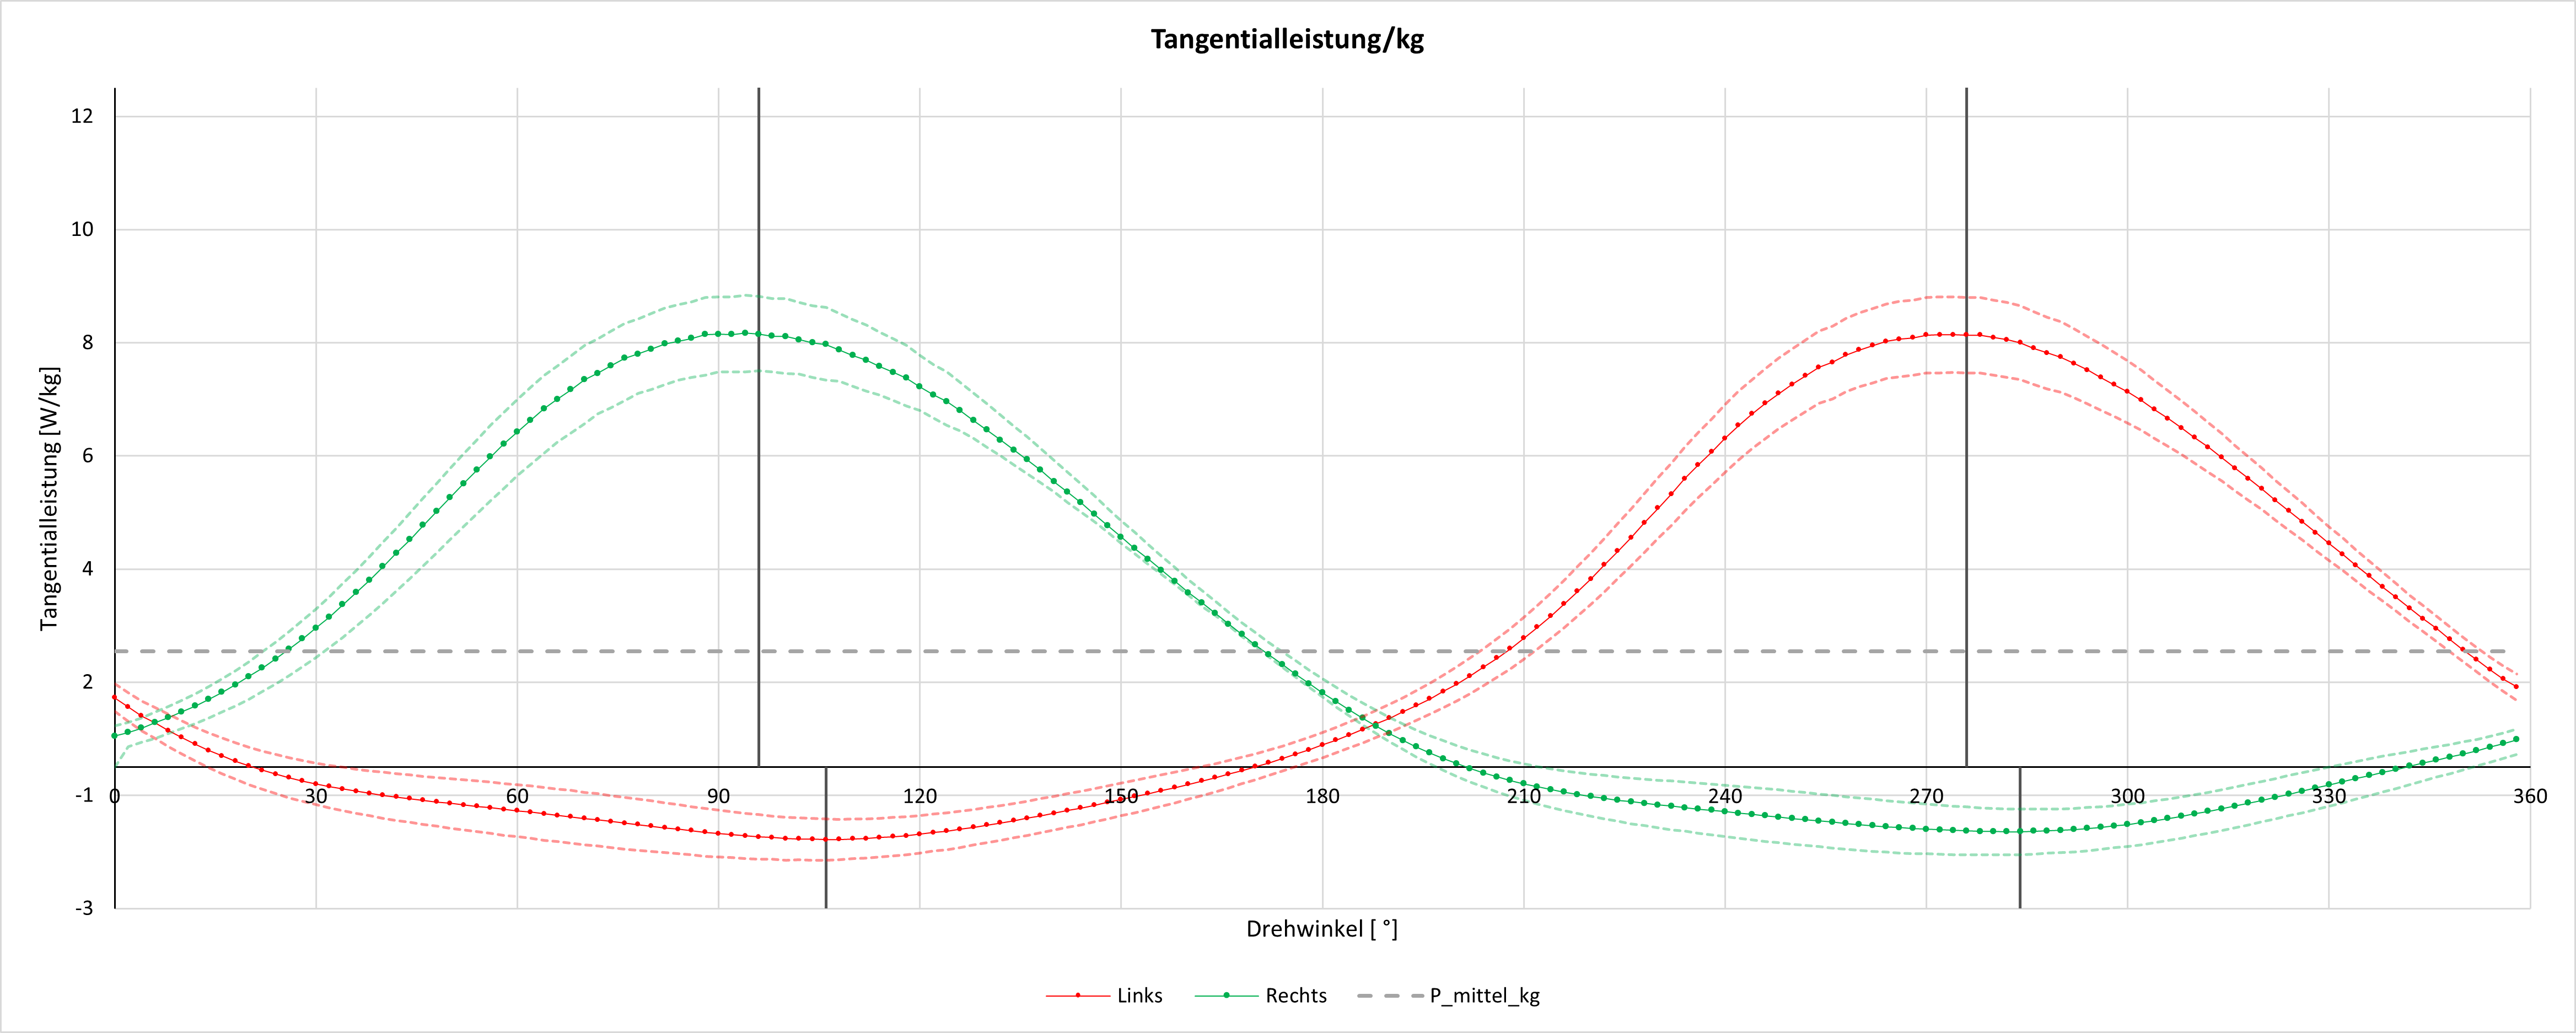 Tangentialleistung/kg
12
10
8
6
4
2
-1
-3
Tangentialleistung [W/kg]
0 30 60 90 120 150 180 210 240 270 300 330 360
Drehwinkel [ °]
Links Rechts P_mittel_kg